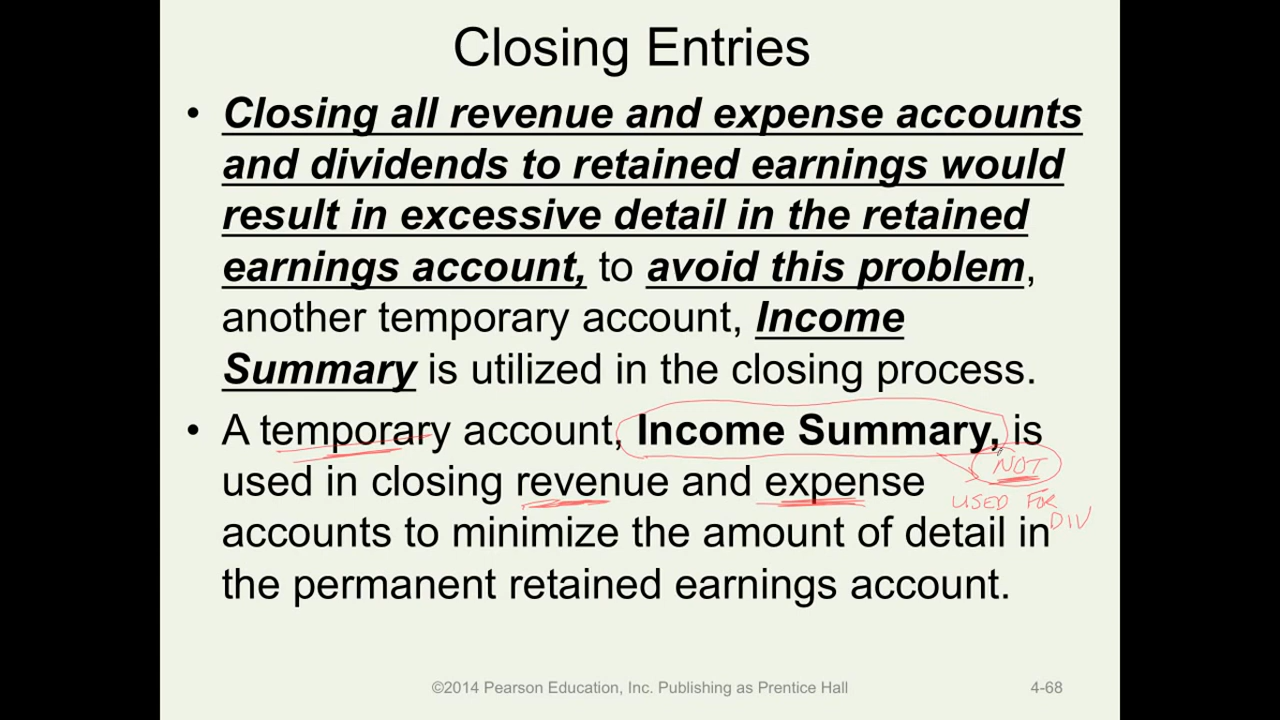 Closing Entries
• Closing all revenue and expense accounts
and dividends to retained earnings would
result in excessive detail in the retained
earnings account, to avoid this problem,
another temporary account, Income
Summary is utilized in the closing process.
• A temporary account, Income Summary, is
NOT
used in closing revenue and expense
USED FOR
DIV
accounts to minimize the amount of detail in
the permanent retained earnings account.
©2014 Pearson Education, Inc. Publishing as Prentice Hall
4-68